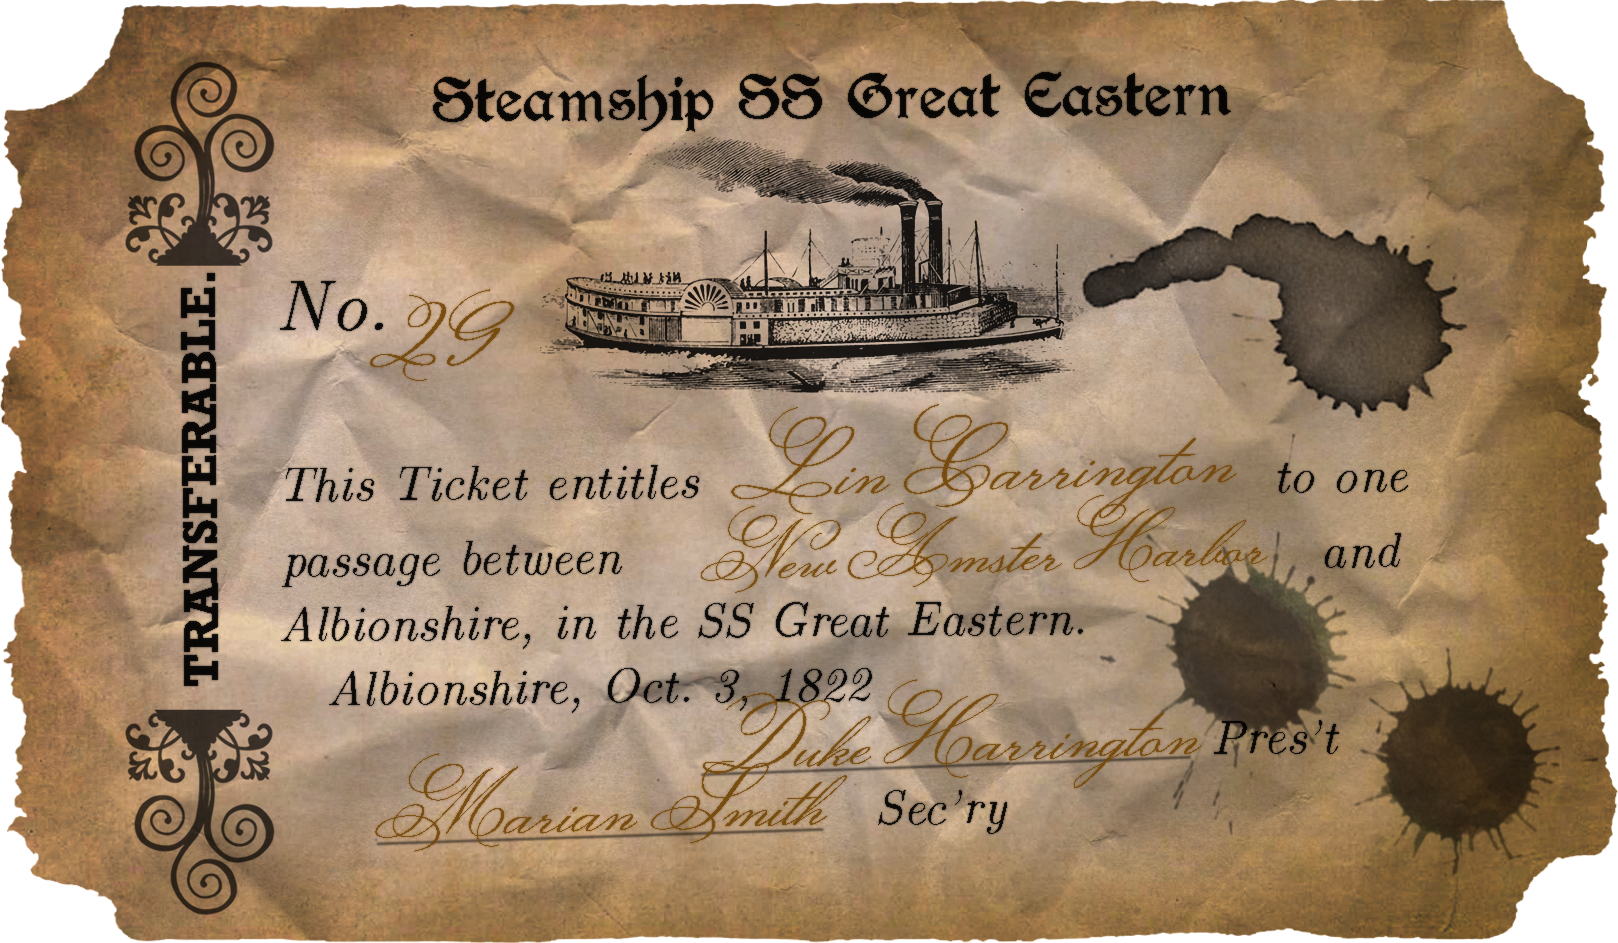 Steamship SS Great Eastern
TRANSFERABLE.
No. 29
This Ticket entitles Lin Carrington to one
passage between New Amster Harbor and
Albionshire, in the SS Great Eastern.
Albionshire, Oct. 3, 1822
Duke Harrington Pres't
Marian Smith Sec'ry